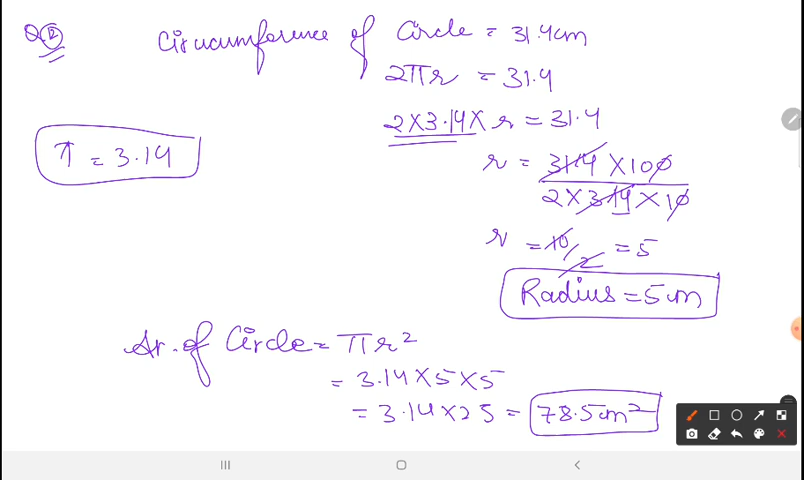 Q②
Circumference of Circle = 31.4cm
2πr = 31.4
2×3.14× r = 31.4
π = 3.14
r = 314 × 100
2×314×10
r = 10/2 = 5
Radius = 5cm
Ar. of Circle = πr²
= 3.14×5×5
= 3.14×25 = 78.5cm²